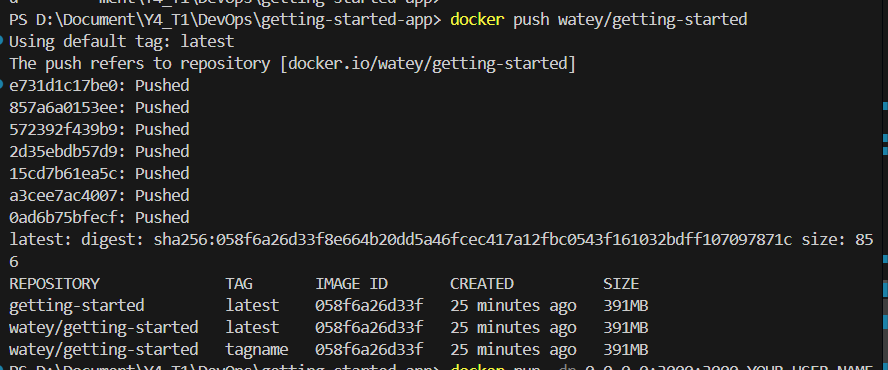 PS D:\Document\Y4_T1\DevOps\getting-started-app> docker push watey/getting-started
Using default tag: latest
The push refers to repository [docker.io/watey/getting-started]
e731d1c17be0: Pushed
857a6a0153ee: Pushed
572392f439b9: Pushed
2d35ebdb57d9: Pushed
15cd7b61ea5c: Pushed
a3cee7ac4007: Pushed
0ad6b75bfecf: Pushed
latest: digest: sha256:058f6a26d33f8e664b20dd5a46fcec417a12fbc0543f161032bdff107097871c size: 85
6
REPOSITORY TAG IMAGE ID CREATED SIZE
getting-started latest 058f6a26d33f 25 minutes ago 391MB
watey/getting-started latest 058f6a26d33f 25 minutes ago 391MB
watey/getting-started tagname 058f6a26d33f 25 minutes ago 391MB
PS D:\Document\Y4_T1\DevOps\getting-started-app> docker run -dp 0.0.0.0:3000:3000 YOUR-USER-NAME